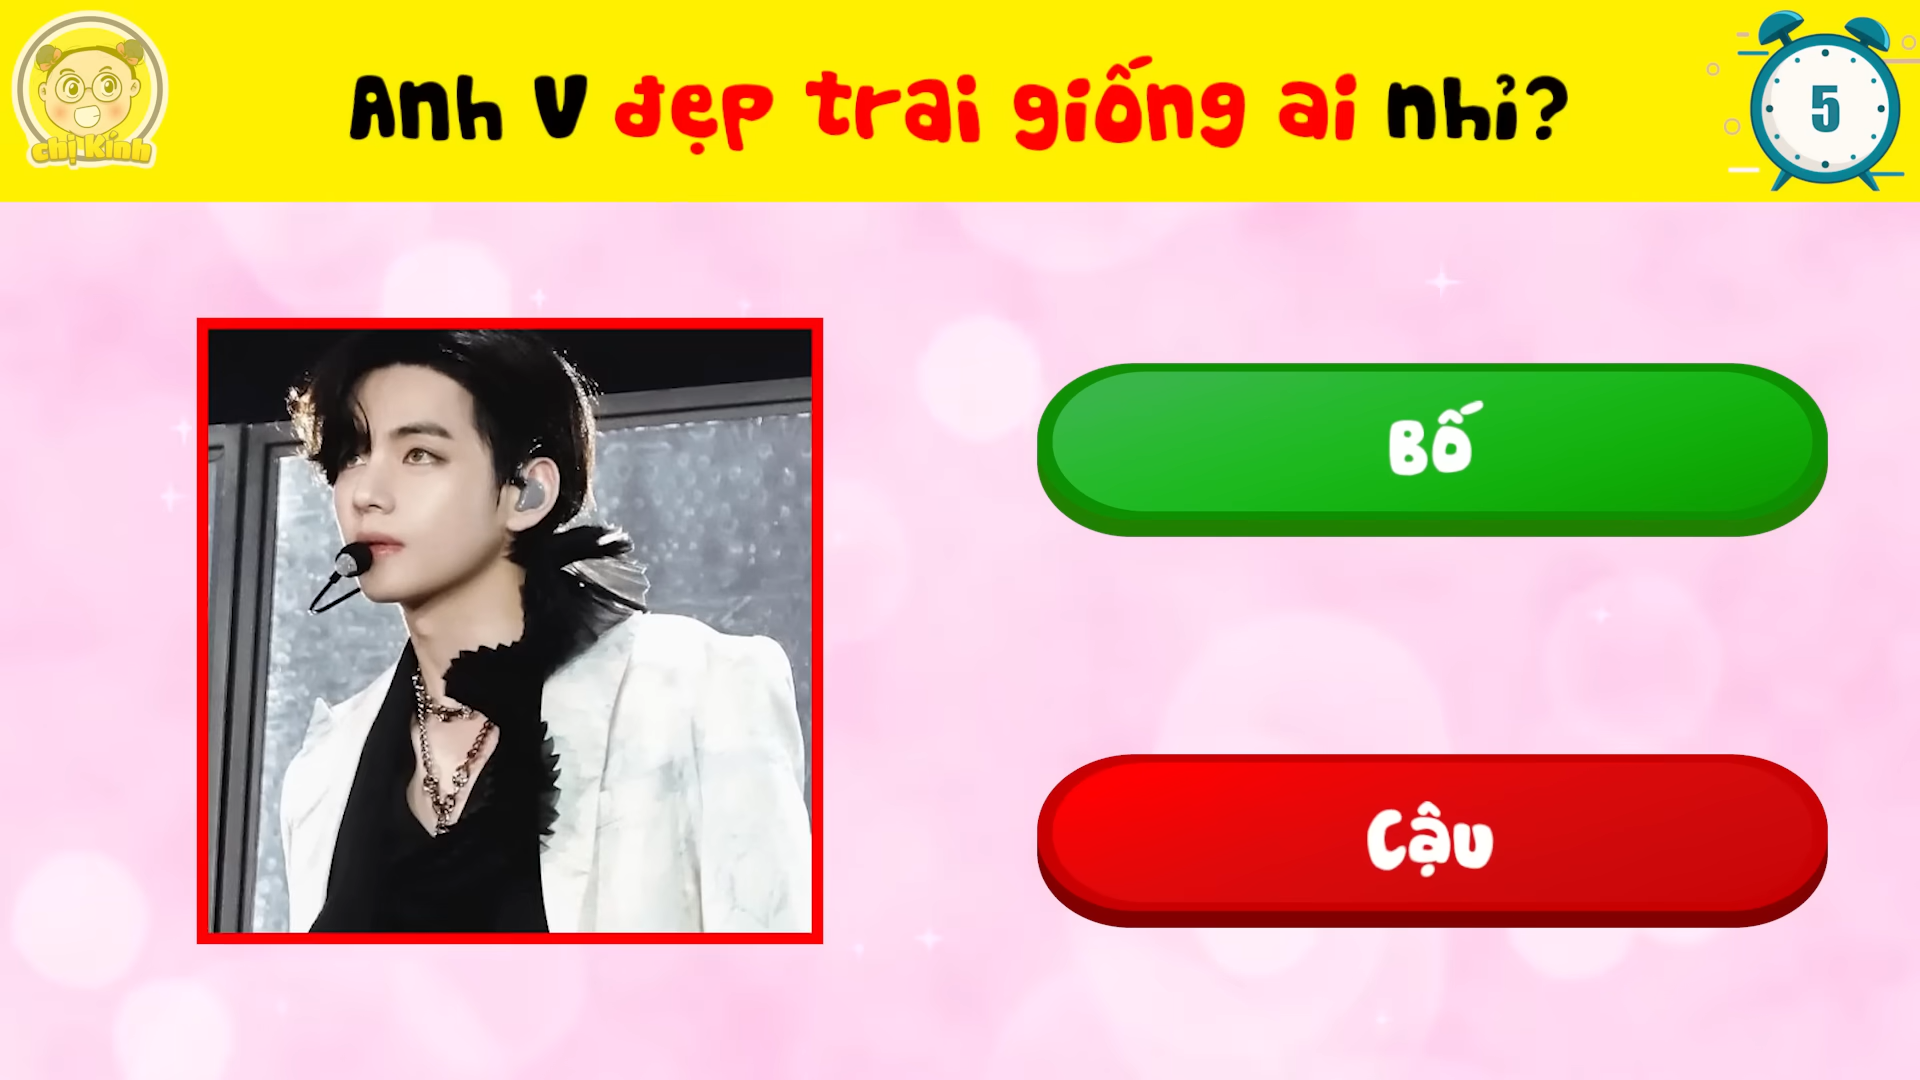 Anh V đẹp trai giống ai nhỉ?
5
chị Kính
Bố
Cậu